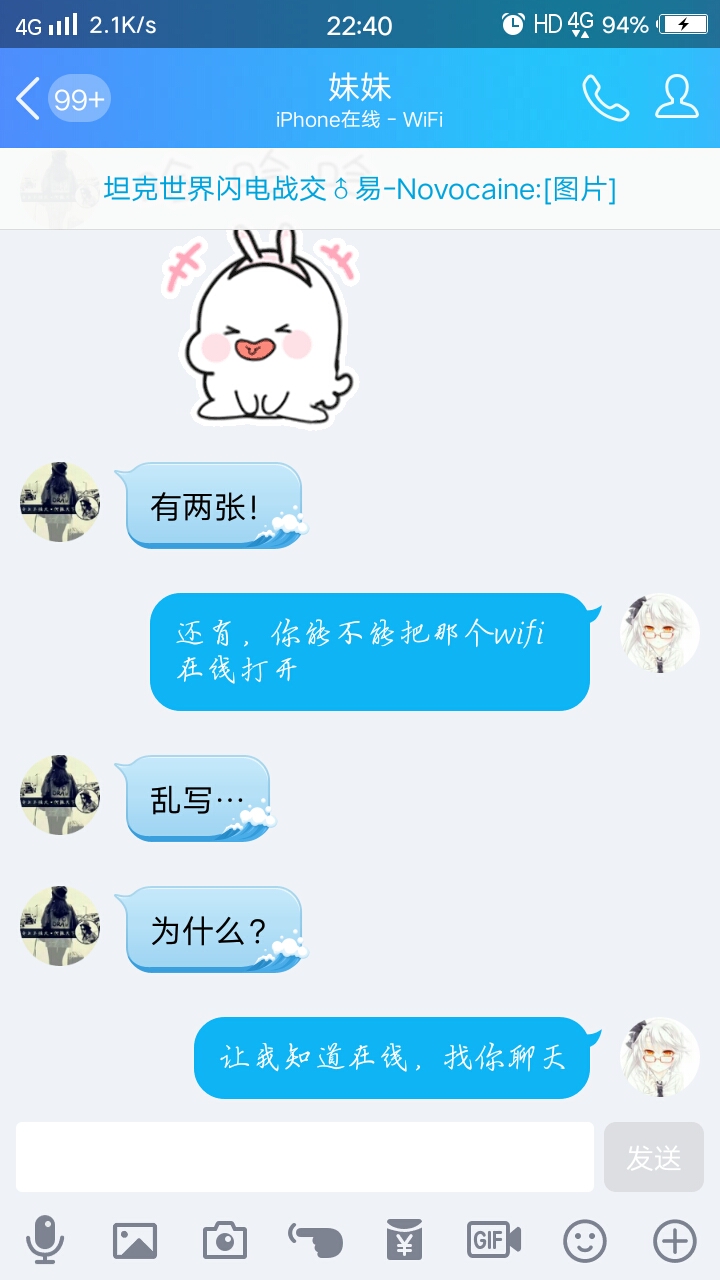 4G 2.1K/s 22:40 HD 4G 94%
99+
妹妹
iPhone在线 - WiFi
坦克世界闪电战交♂易-Novocaine:[图片]
有两张!
还有，你能不能把那个wifi
在线打开
乱写…
为什么?
让我知道在线，找你聊天
发送
GIF